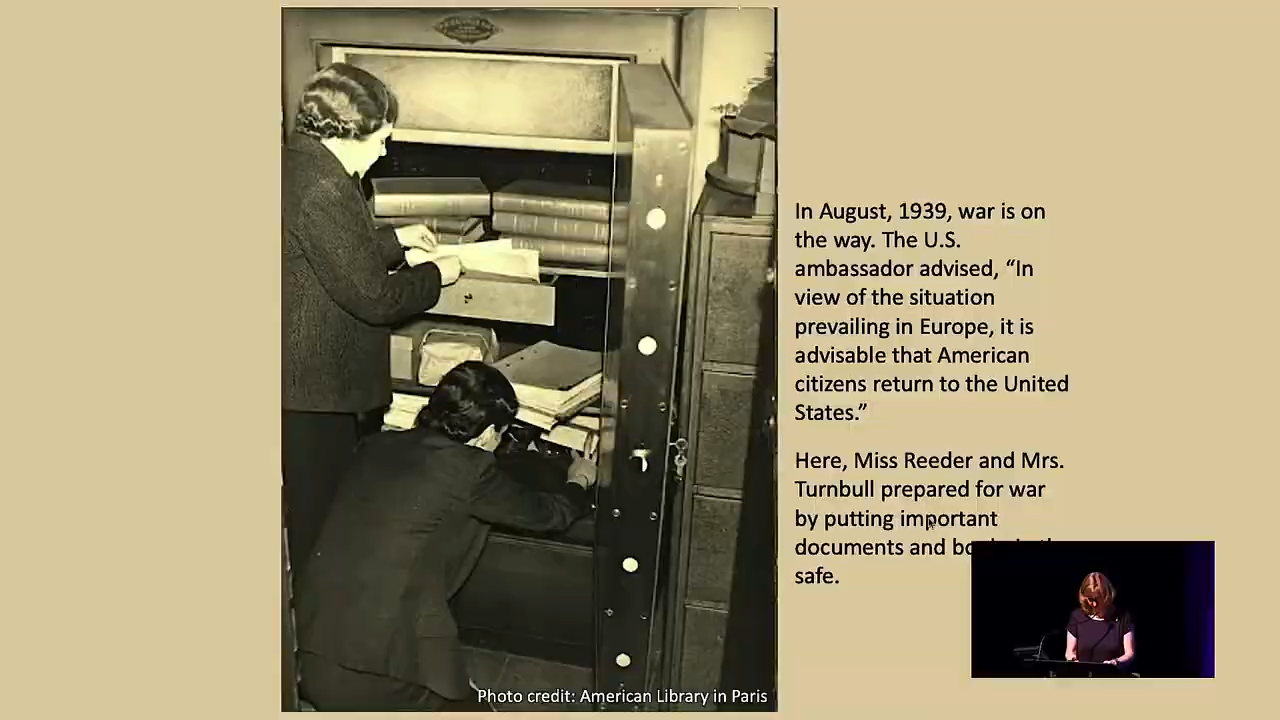 In August, 1939, war is on
the way. The U.S.
ambassador advised, “In
view of the situation
prevailing in Europe, it is
advisable that American
citizens return to the United
States.”
Here, Miss Reeder and Mrs.
Turnbull prepared for war
by putting important
documents and
safe.
Photo credit: American Library in Paris